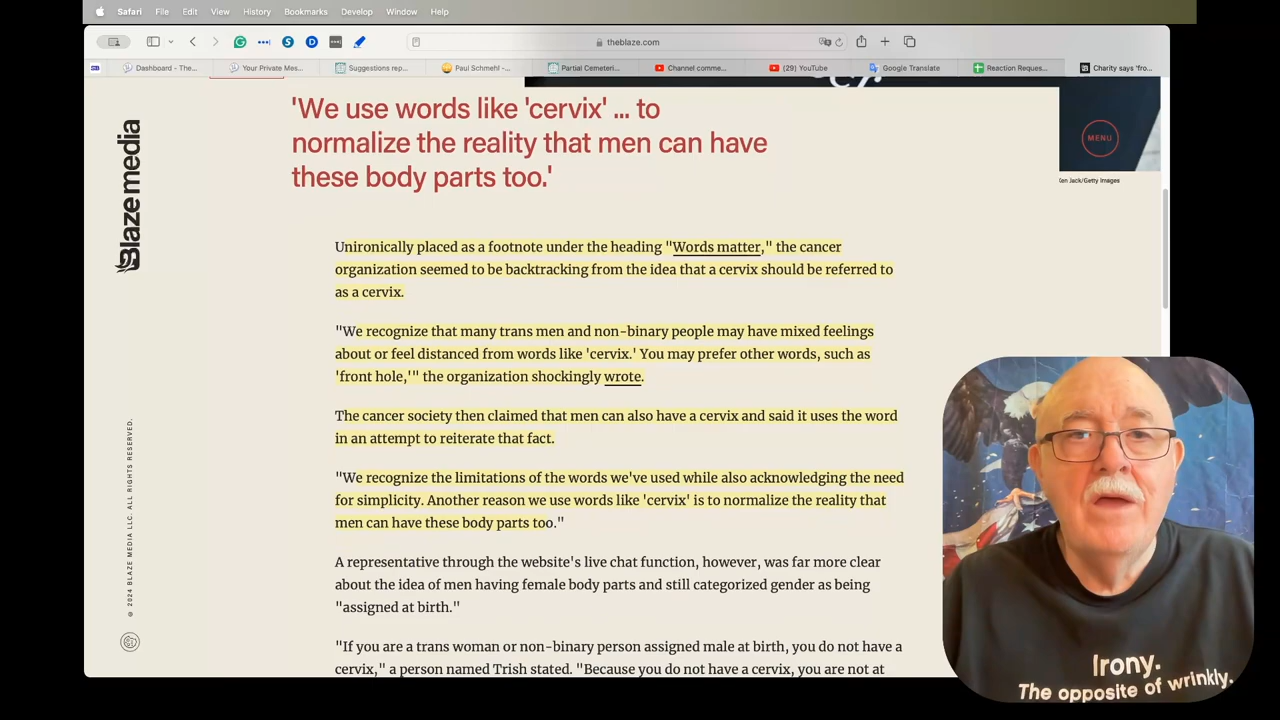 Safari File Edit View History Bookmarks Develop Window Help
theblaze.com
SB Dashboard - The... Your Private Mes... Suggestions rep... Paul Schmehl -... Partial Cemeteri... Channel comme... (29) YouTube Google Translate Reaction Reques... Charity says 'fro...
Blaze media
© 2024 BLAZE MEDIA LLC. ALL RIGHTS RESERVED.
MENU
Ken Jack/Getty Images
'We use words like 'cervix' ... to
normalize the reality that men can have
these body parts too.'
Unironically placed as a footnote under the heading "Words matter," the cancer
organization seemed to be backtracking from the idea that a cervix should be referred to
as a cervix.
"We recognize that many trans men and non-binary people may have mixed feelings
about or feel distanced from words like 'cervix.' You may prefer other words, such as
'front hole,'" the organization shockingly wrote.
The cancer society then claimed that men can also have a cervix and said it uses the word
in an attempt to reiterate that fact.
"We recognize the limitations of the words we've used while also acknowledging the need
for simplicity. Another reason we use words like 'cervix' is to normalize the reality that
men can have these body parts too."
A representative through the website's live chat function, however, was far more clear
about the idea of men having female body parts and still categorized gender as being
"assigned at birth."
"If you are a trans woman or non-binary person assigned male at birth, you do not have a
cervix," a person named Trish stated. "Because you do not have a cervix, you are not at
Irony.
The opposite of wrinkly.